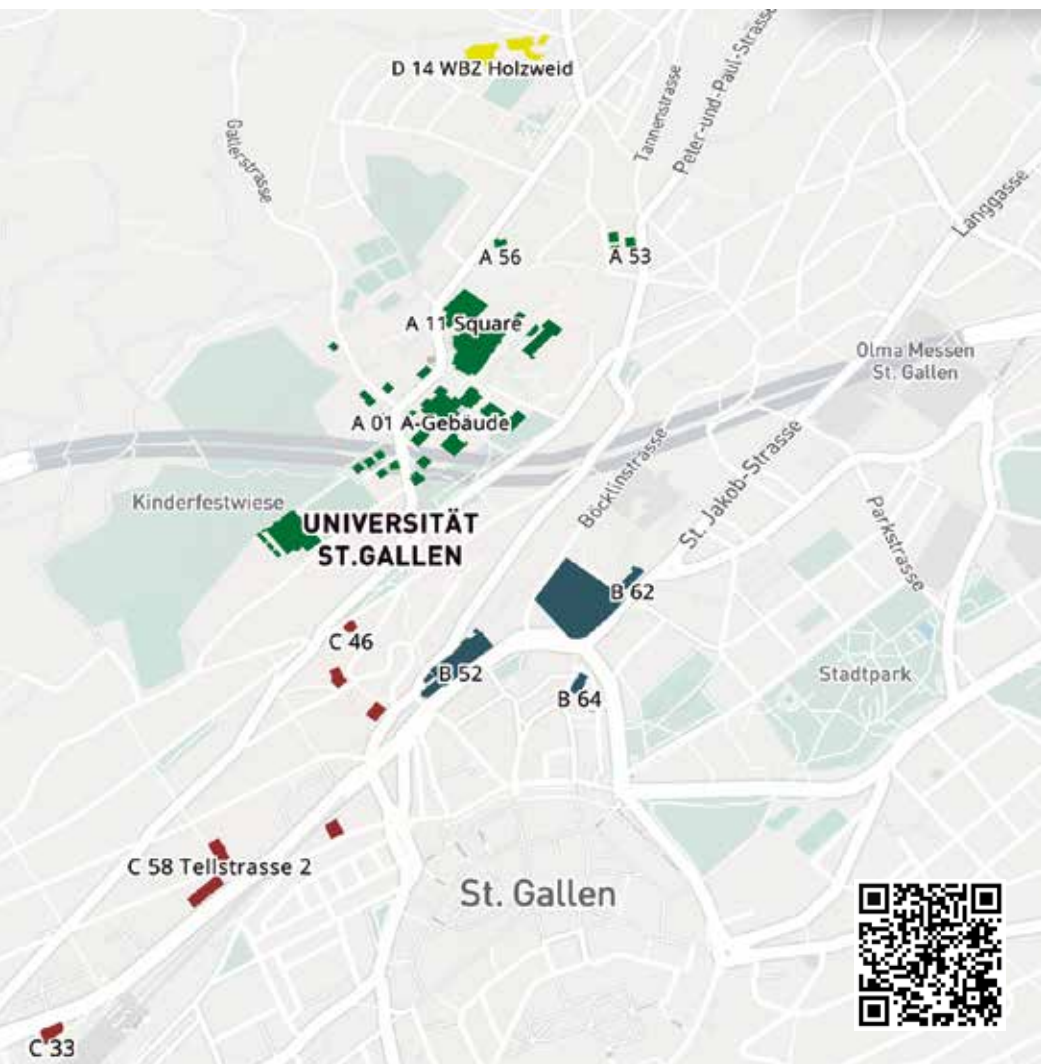 D 14 WBZ Holzweid
Tannenstrasse
Peter-und-Paul-Strasse
Gallerstrasse
Langgasse
A 56
A 53
A 11 Square
Olma Messen
St. Gallen
A 01 A-Gebäude
Böcklinstrasse
St. Jakob-Strasse
Kinderfestwiese
Parkstrasse
UNIVERSITÄT
ST.GALLEN
B 62
C 46
B 52
B 64
Stadtpark
C 58 Tellstrasse 2
St. Gallen
C 33